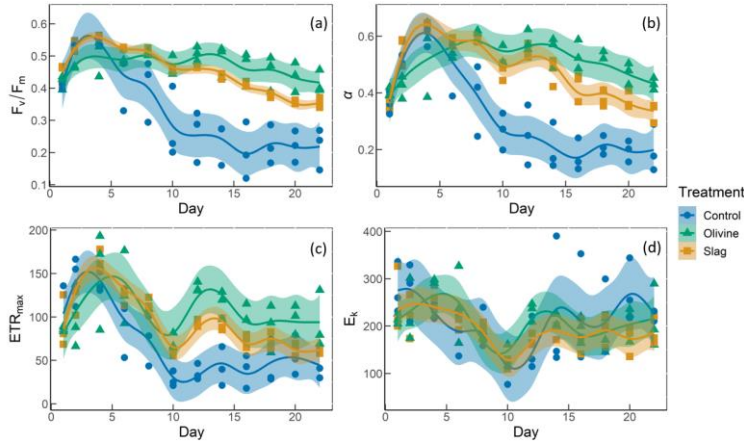 (a)
0.6
0.5
0.4
0.3
0.2
0.1
Fv/Fm
0
5
10
15
20
Day
(b)
0.6
0.4
0.2
α
0
5
10
15
20
Day
Treatment
Control
Olivine
Slag
(c)
200
150
100
50
0
ETRmax
0
5
10
15
20
Day
(d)
400
300
200
100
Ek
0
5
10
15
20
Day